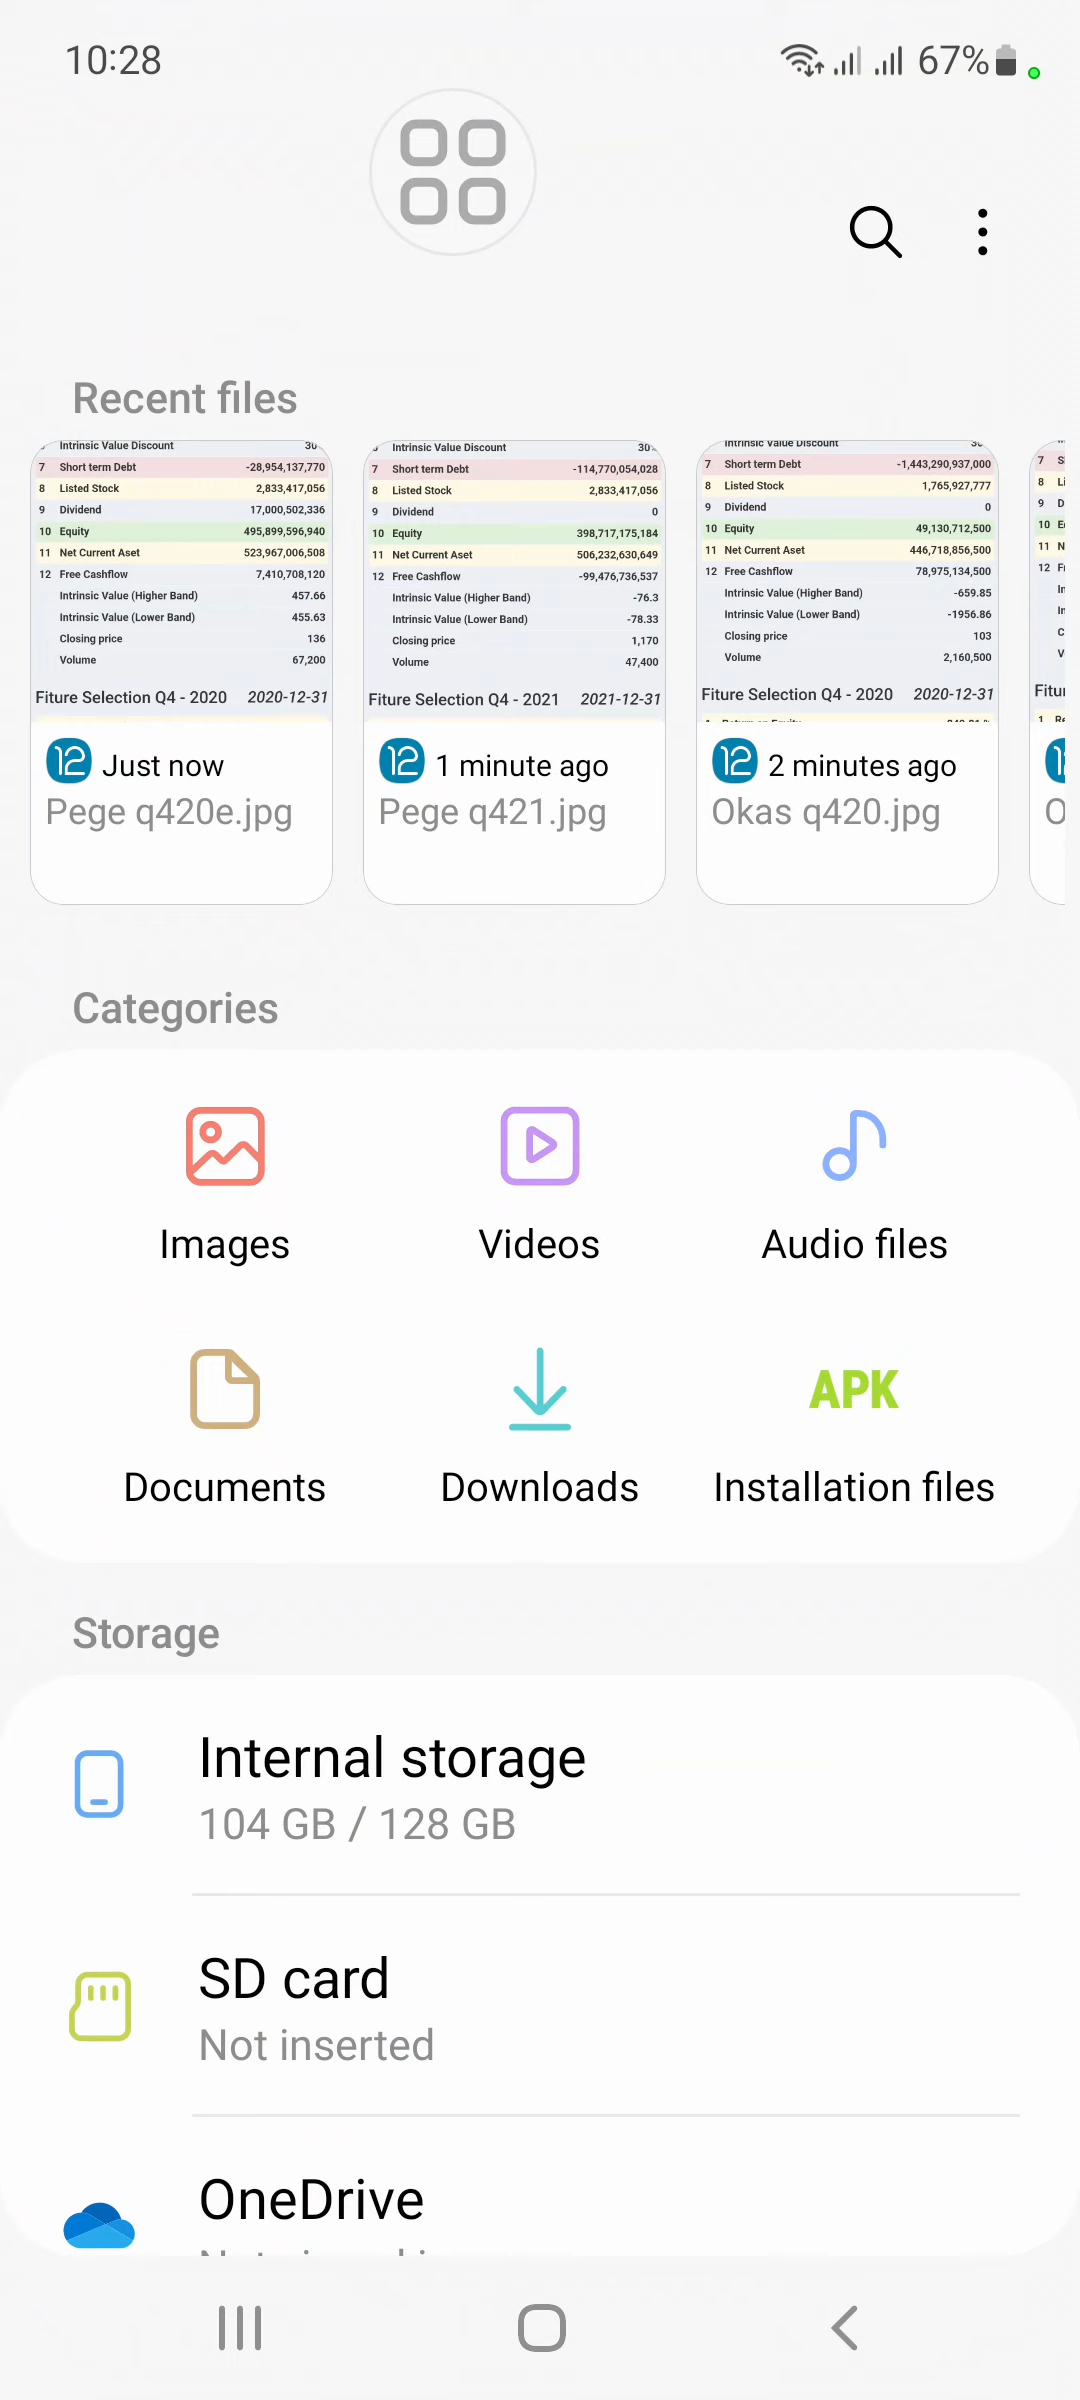 10:28
67%
Recent files
Intrinsic Value Discount
7 Short term Debt -28,954,137,770
8 Listed Stock 2,833,417,056
9 Dividend 17,000,502,336
10 Equity 495,899,596,940
11 Net Current Aset 523,967,006,508
12 Free Cashflow 7,410,708,120
Intrinsic Value (Higher Band) 457.66
Intrinsic Value (Lower Band) 455.63
Closing price 136
Volume 67,200
Fiture Selection Q4 - 2020 2020-12-31
12 Just now
Pege q420e.jpg
Intrinsic Value Discount
7 Short term Debt -114,770,054,028
8 Listed Stock 2,833,417,056
9 Dividend 0
10 Equity 398,717,175,184
11 Net Current Aset 506,232,630,649
12 Free Cashflow -99,476,736,537
Intrinsic Value (Higher Band) -76.3
Intrinsic Value (Lower Band) -78.33
Closing price 1,170
Volume 47,400
Fiture Selection Q4 - 2021 2021-12-31
12 1 minute ago
Pege q421.jpg
Intrinsic Value Discount
7 Short term Debt -1,443,290,937,000
8 Listed Stock 1,765,927,777
9 Dividend 0
10 Equity 49,130,712,500
11 Net Current Aset 446,718,856,500
12 Free Cashflow 78,975,134,500
Intrinsic Value (Higher Band) -659.85
Intrinsic Value (Lower Band) -1956.86
Closing price 103
Volume 2,160,500
Fiture Selection Q4 - 2020 2020-12-31
12 2 minutes ago
Okas q420.jpg
7
8
9
10
11
12
Categories
Images Videos Audio files
APK
Documents Downloads Installation files
Storage
Internal storage
104 GB / 128 GB
SD card
Not inserted
OneDrive